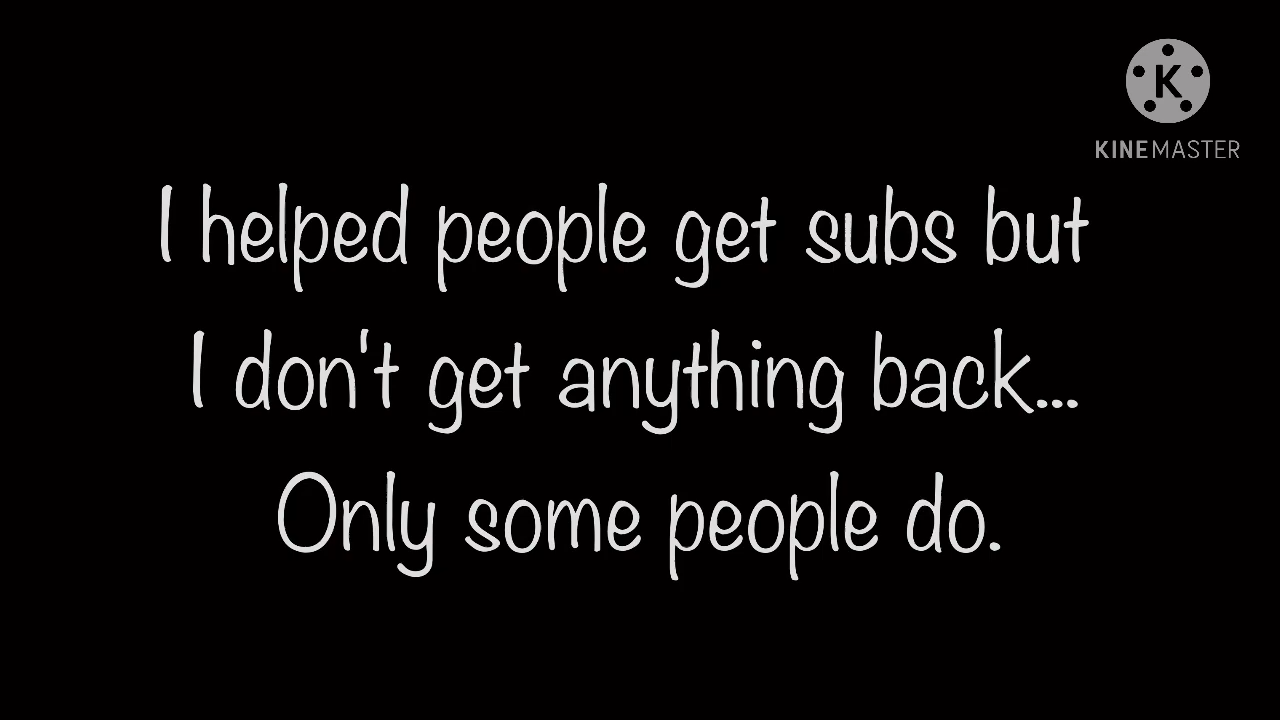 K
KINEMASTER
I helped people get subs but
I don't get anything back...
Only some people do.